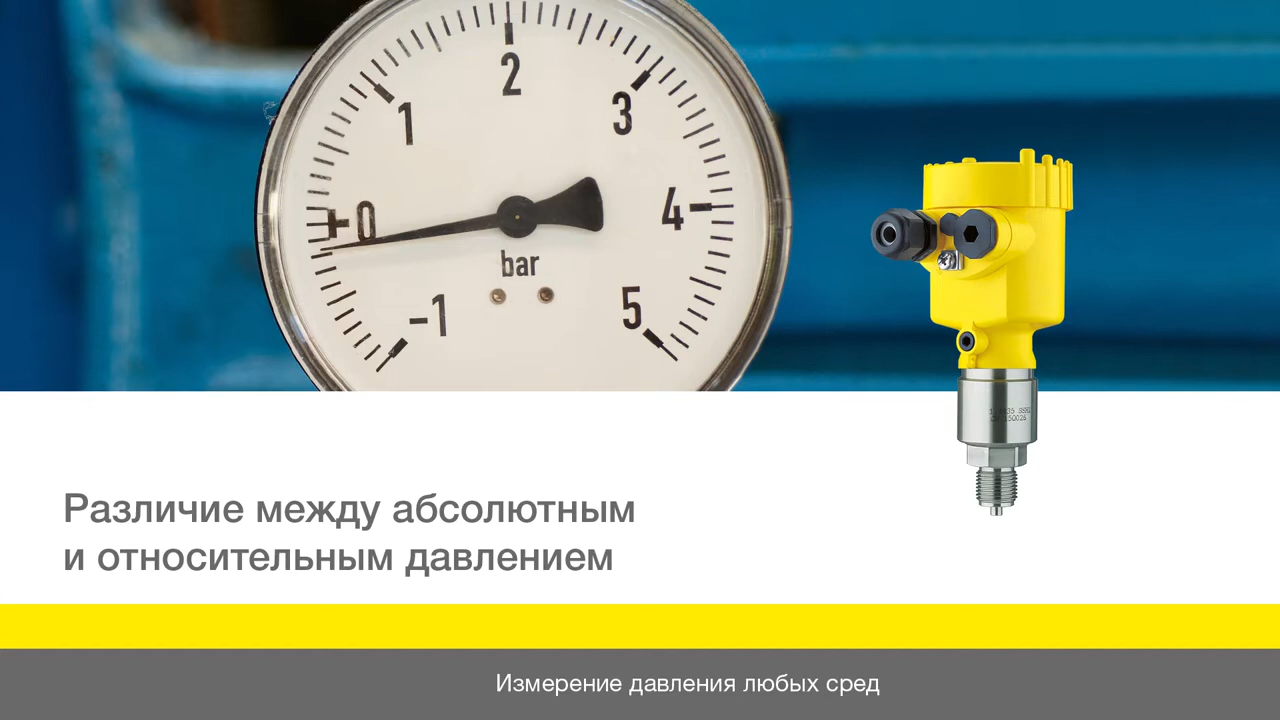 2
1
3
0
4
bar
-1
5
Различие между абсолютным
и относительным давлением
Измерение давления любых сред